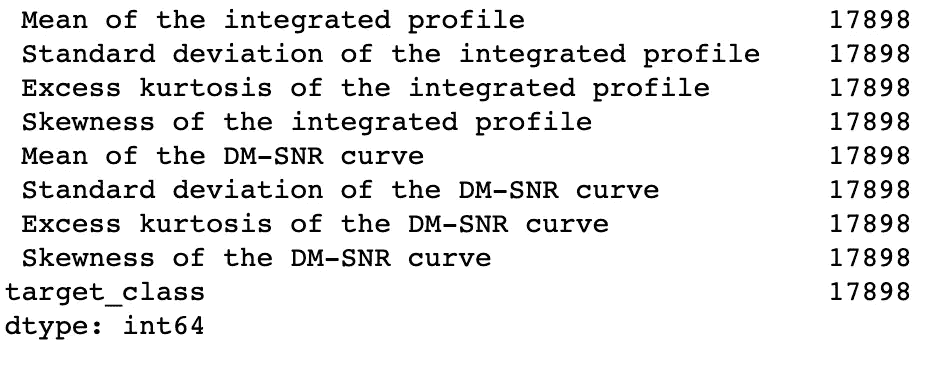 Mean of the integrated profile 17898
Standard deviation of the integrated profile 17898
Excess kurtosis of the integrated profile 17898
Skewness of the integrated profile 17898
Mean of the DM-SNR curve 17898
Standard deviation of the DM-SNR curve 17898
Excess kurtosis of the DM-SNR curve 17898
Skewness of the DM-SNR curve 17898
target_class 17898
dtype: int64